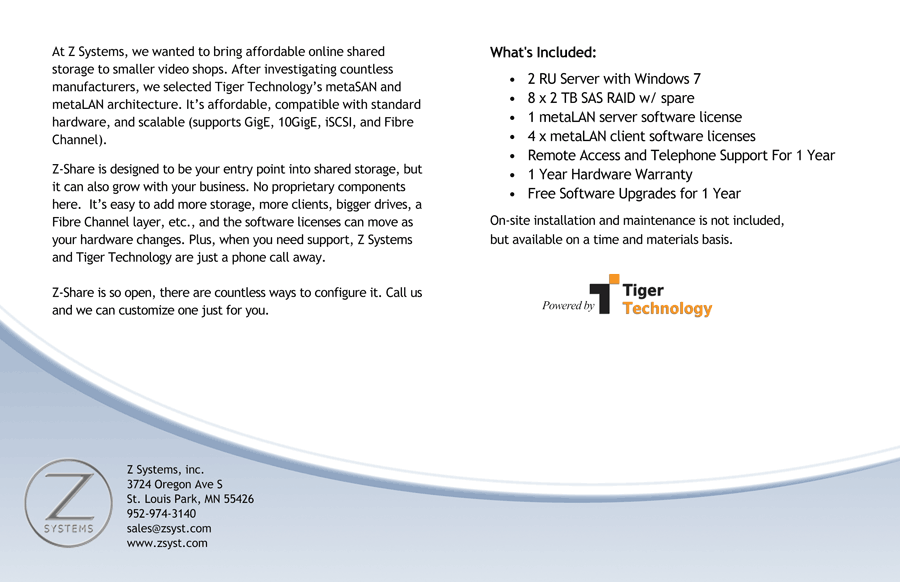 At Z Systems, we wanted to bring affordable online shared
storage to smaller video shops. After investigating countless
manufacturers, we selected Tiger Technology’s metaSAN and
metaLAN architecture. It’s affordable, compatible with standard
hardware, and scalable (supports GigE, 10GigE, iSCSI, and Fibre
Channel).
Z-Share is designed to be your entry point into shared storage, but
it can also grow with your business. No proprietary components
here.  It’s easy to add more storage, more clients, bigger drives, a
Fibre Channel layer, etc., and the software licenses can move as
your hardware changes. Plus, when you need support, Z Systems
and Tiger Technology are just a phone call away.
Z-Share is so open, there are countless ways to configure it. Call us
and we can customize one just for you.
What's Included:
• 2 RU Server with Windows 7
• 8 x 2 TB SAS RAID w/ spare
• 1 metaLAN server software license
• 4 x metaLAN client software licenses
• Remote Access and Telephone Support For 1 Year
• 1 Year Hardware Warranty
• Free Software Upgrades for 1 Year
On-site installation and maintenance is not included,
but available on a time and materials basis.
Powered by
Tiger
Technology
Z
SYSTEMS
Z Systems, inc.
3724 Oregon Ave S
St. Louis Park, MN 55426
952-974-3140
sales@zsyst.com
www.zsyst.com